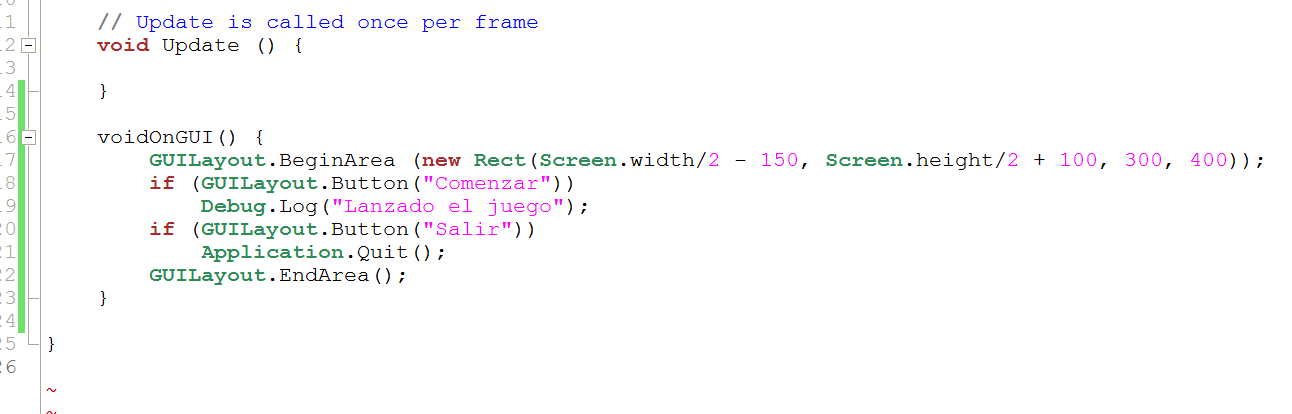 11 // Update is called once per frame
12 void Update () {
13
14 }
15
16 voidOnGUI() {
17 GUILayout.BeginArea (new Rect(Screen.width/2 - 150, Screen.height/2 + 100, 300, 400));
18 if (GUILayout.Button("Comenzar"))
19 Debug.Log("Lanzado el juego");
20 if (GUILayout.Button("Salir"))
21 Application.Quit();
22 GUILayout.EndArea();
23 }
24
25 }
26
~
~